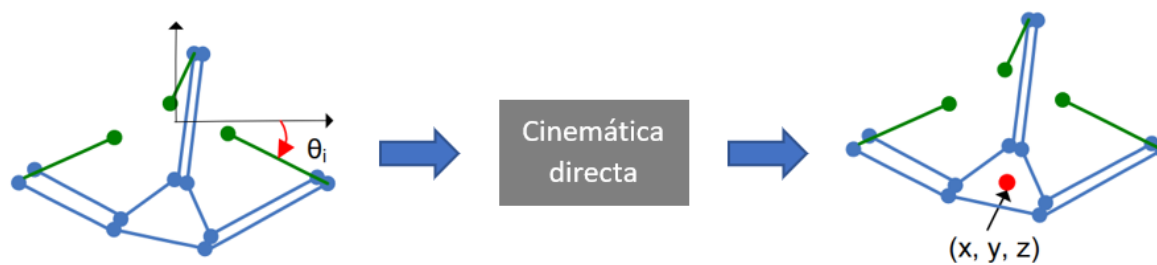 θi
Cinemática
directa
(x, y, z)